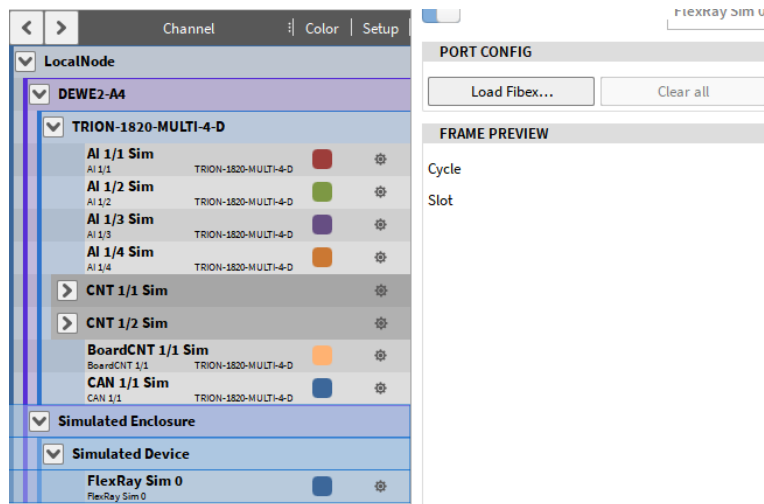 Channel Color Setup
LocalNode
DEWE2-A4
TRION-1820-MULTI-4-D
AI 1/1 Sim
AI 1/1 TRION-1820-MULTI-4-D
AI 1/2 Sim
AI 1/2 TRION-1820-MULTI-4-D
AI 1/3 Sim
AI 1/3 TRION-1820-MULTI-4-D
AI 1/4 Sim
AI 1/4 TRION-1820-MULTI-4-D
CNT 1/1 Sim
CNT 1/2 Sim
BoardCNT 1/1 Sim
BoardCNT 1/1 TRION-1820-MULTI-4-D
CAN 1/1 Sim
CAN 1/1 TRION-1820-MULTI-4-D
Simulated Enclosure
Simulated Device
FlexRay Sim 0
FlexRay Sim 0
FlexRay Sim 0
PORT CONFIG
Load Fibex... Clear all
FRAME PREVIEW
Cycle
Slot